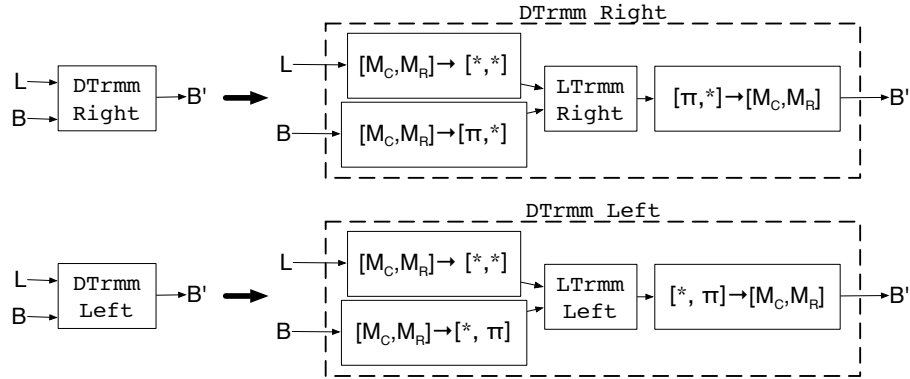 DTrmm Right
L
DTrmm
Right
B
B'
L
[M_C,M_R]→ [*,*]
B
[M_C,M_R]→[π,*]
LTrmm
Right
[π,*]→[M_C,M_R]
B'
DTrmm Left
L
DTrmm
Left
B
B'
L
[M_C,M_R]→ [*,*]
B
[M_C,M_R]→[*, π]
LTrmm
Left
[*, π]→[M_C,M_R]
B'